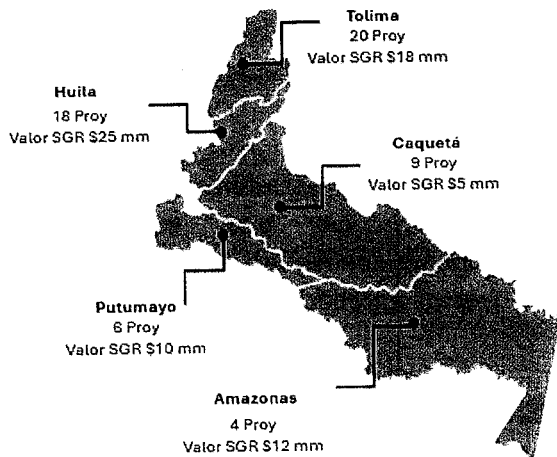 Tolima
20 Proy
Valor SGR $18 mm
Huila
18 Proy
Valor SGR $25 mm
Caquetá
9 Proy
Valor SGR $5 mm
Putumayo
6 Proy
Valor SGR $10 mm
Amazonas
4 Proy
Valor SGR $12 mm